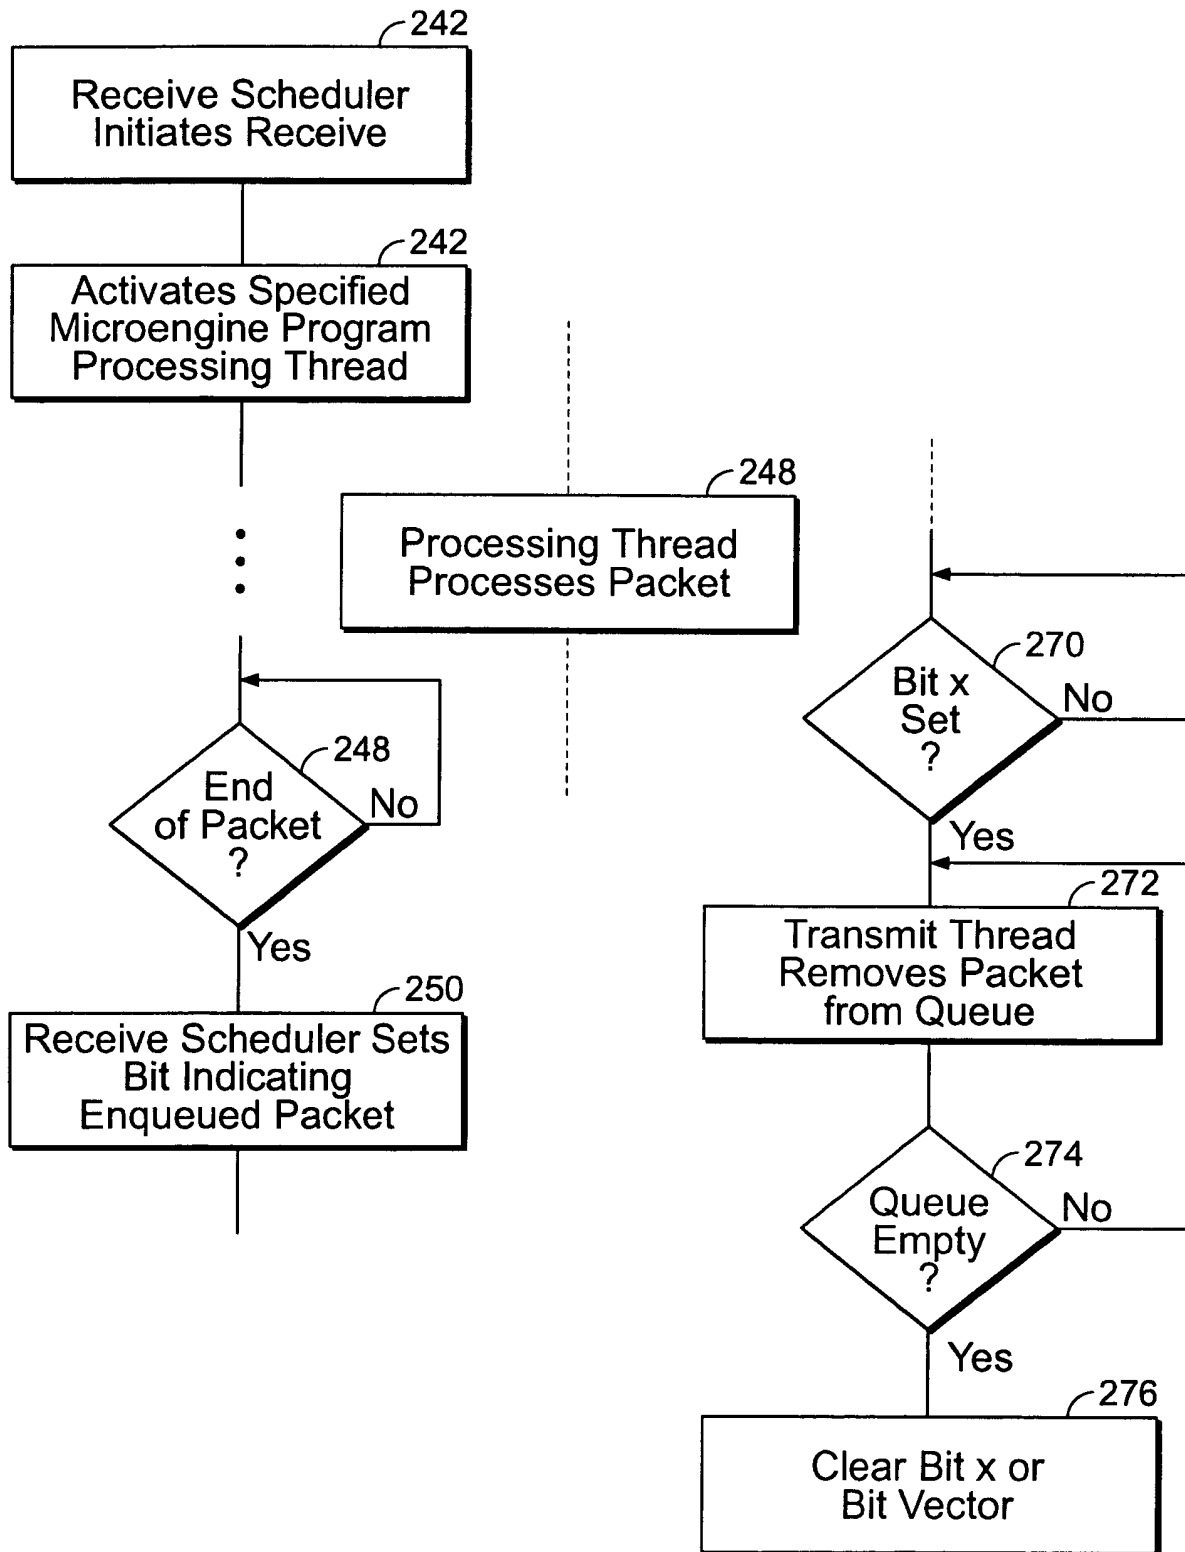 242
Receive Scheduler
Initiates Receive
242
Activates Specified
Microengine Program
Processing Thread
248
Processing Thread
Processes Packet
248
End
of Packet
?
No
Yes
250
Receive Scheduler Sets
Bit Indicating
Enqueued Packet
270
Bit x
Set
?
No
Yes
272
Transmit Thread
Removes Packet
from Queue
274
Queue
Empty
?
No
Yes
276
Clear Bit x or
Bit Vector